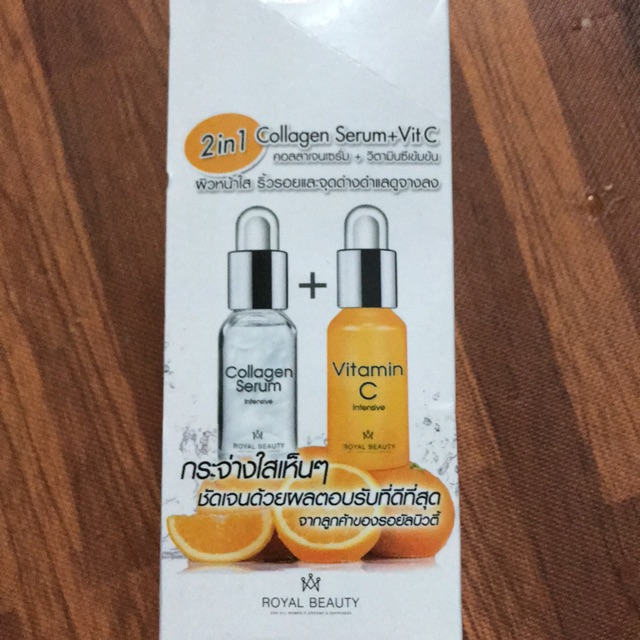 2in1 Collagen Serum+Vit C
คอลลาเจนเซรั่ม + วิตามินซีเข้มข้น
ผิวหน้าใส ริ้วรอยและจุดด่างดำแลดูจางลง
+
Collagen
Serum
Intensive
ROYAL BEAUTY
Vitamin
C
Intensive
ROYAL BEAUTY
กระจ่างใสเห็นๆ
ชัดเจนด้วยผลตอบรับที่ดีที่สุด
จากลูกค้าของรอยัลบิวตี้
ROYAL BEAUTY